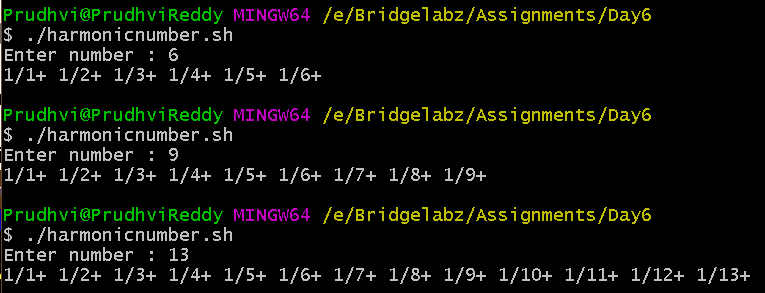 Prudhvi@PrudhviReddy MINGW64 /e/Bridgelabz/Assignments/Day6
$ ./harmonicnumber.sh
Enter number : 6
1/1+ 1/2+ 1/3+ 1/4+ 1/5+ 1/6+
Prudhvi@PrudhviReddy MINGW64 /e/Bridgelabz/Assignments/Day6
$ ./harmonicnumber.sh
Enter number : 9
1/1+ 1/2+ 1/3+ 1/4+ 1/5+ 1/6+ 1/7+ 1/8+ 1/9+
Prudhvi@PrudhviReddy MINGW64 /e/Bridgelabz/Assignments/Day6
$ ./harmonicnumber.sh
Enter number : 13
1/1+ 1/2+ 1/3+ 1/4+ 1/5+ 1/6+ 1/7+ 1/8+ 1/9+ 1/10+ 1/11+ 1/12+ 1/13+